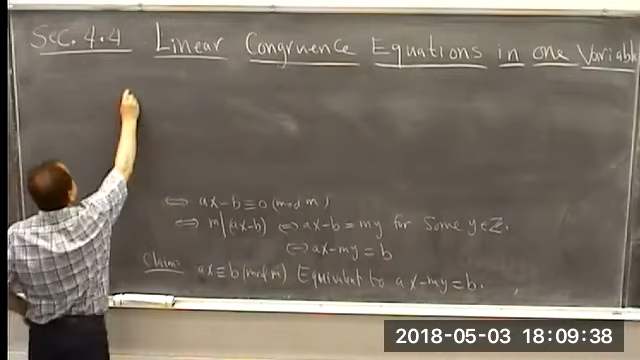 Sec. 4.4 Linear Congruence Equations in one Variable
⇔ ax-b≡0 (mod m)
⇔ m|(ax-b) ⇔ ax-b=my for some y∈ℤ.
⇔ ax-my=b
Claim: ax≡b(mod m) Equivalent to ax-my=b.
2018-05-03 18:09:38